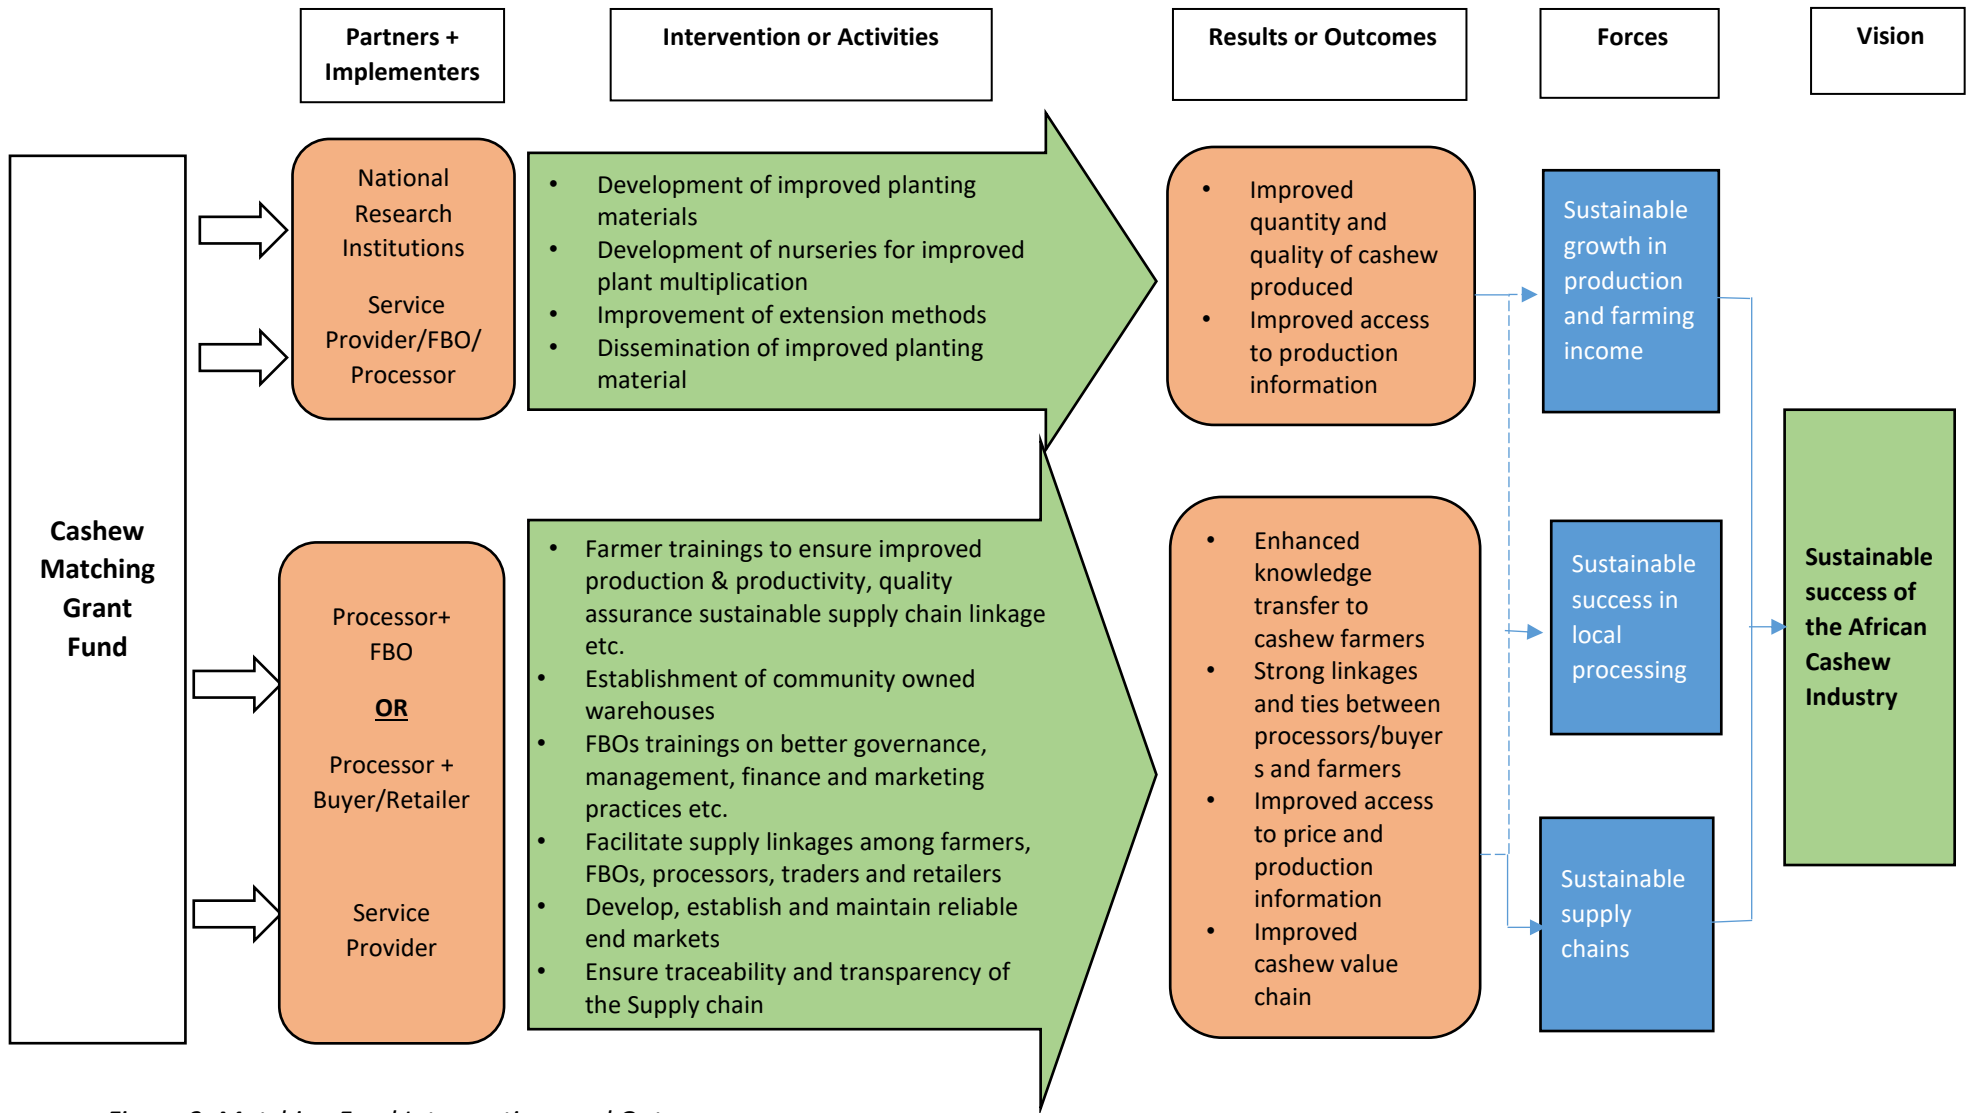 Partners +
Implementers
Intervention or Activities
Results or Outcomes
Forces
Vision
Cashew
Matching
Grant
Fund
National
Research
Institutions
Service
Provider/FBO/
Processor
• Development of improved planting
materials
• Development of nurseries for improved
plant multiplication
• Improvement of extension methods
• Dissemination of improved planting
material
• Improved
quantity and
quality of cashew
produced
• Improved access
to production
information
Sustainable
growth in
production
and farming
income
Processor+
FBO
OR
Processor +
Buyer/Retailer
Service
Provider
• Farmer trainings to ensure improved
production & productivity, quality
assurance sustainable supply chain linkage
etc.
• Establishment of community owned
warehouses
• FBOs trainings on better governance,
management, finance and marketing
practices etc.
• Facilitate supply linkages among farmers,
FBOs, processors, traders and retailers
• Develop, establish and maintain reliable
end markets
• Ensure traceability and transparency of
the Supply chain
• Enhanced
knowledge
transfer to
cashew farmers
• Strong linkages
and ties between
processors/buyer
s and farmers
• Improved access
to price and
production
information
• Improved
cashew value
chain
Sustainable
success in
local
processing
Sustainable
supply
chains
Sustainable
success of
the African
Cashew
Industry